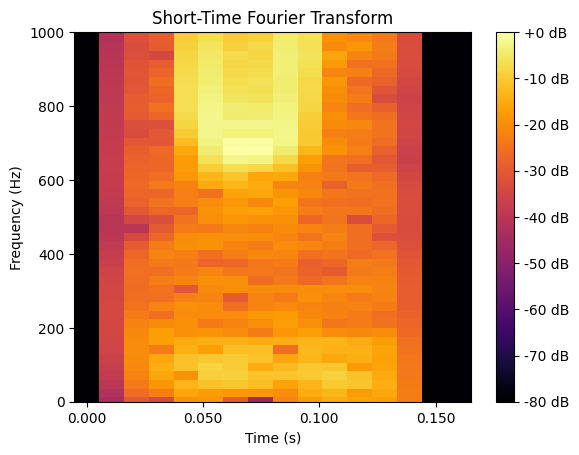 Short-Time Fourier Transform
1000
800
600
400
200
0
Frequency (Hz)
0.000
0.050
0.100
0.150
Time (s)
+0 dB
-10 dB
-20 dB
-30 dB
-40 dB
-50 dB
-60 dB
-70 dB
-80 dB